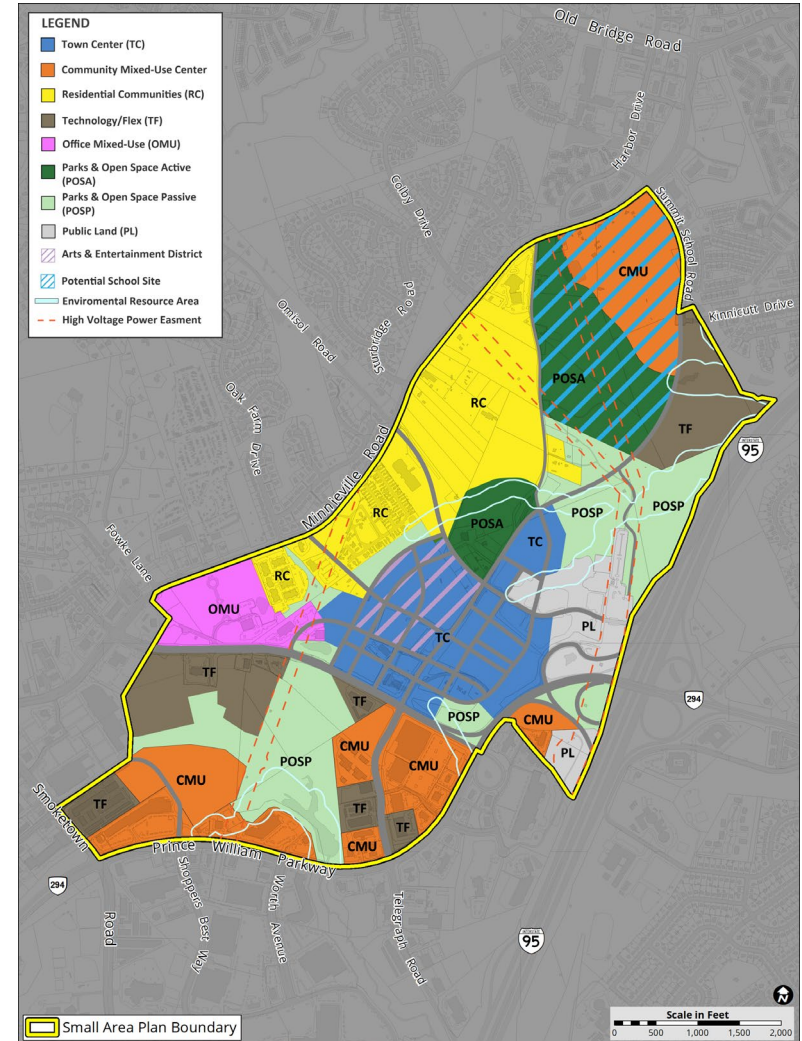 LEGEND
Town Center (TC)
Community Mixed-Use Center
Residential Communities (RC)
Technology/Flex (TF)
Office Mixed-Use (OMU)
Parks & Open Space Active
(POSA)
Parks & Open Space Passive
(POSP)
Public Land (PL)
Arts & Entertainment District
Potential School Site
Enviromental Resource Area
High Voltage Power Easment
Old Bridge Road
Harbor Drive
Colby Drive
Summit School Road
CMU
Kinnicutt Drive
Omisol Road
Sturbridge Road
POSA
RC
TF
INTERSTATE
95
Oak Farm Drive
Minnieville Road
RC
POSA
POSP
POSP
TC
Fowke Lane
RC
OMU
TC
PL
TF
TF
294
POSP
CMU
CMU
POSP
CMU
PL
CMU
TF
TF
TF
CMU
Smoketown
Prince William Parkway
294
Road
Shoppers Best Way
Worth Avenue
Telegraph Road
INTERSTATE
95
N
Small Area Plan Boundary
Scale in Feet
0 500 1,000 1,500 2,000